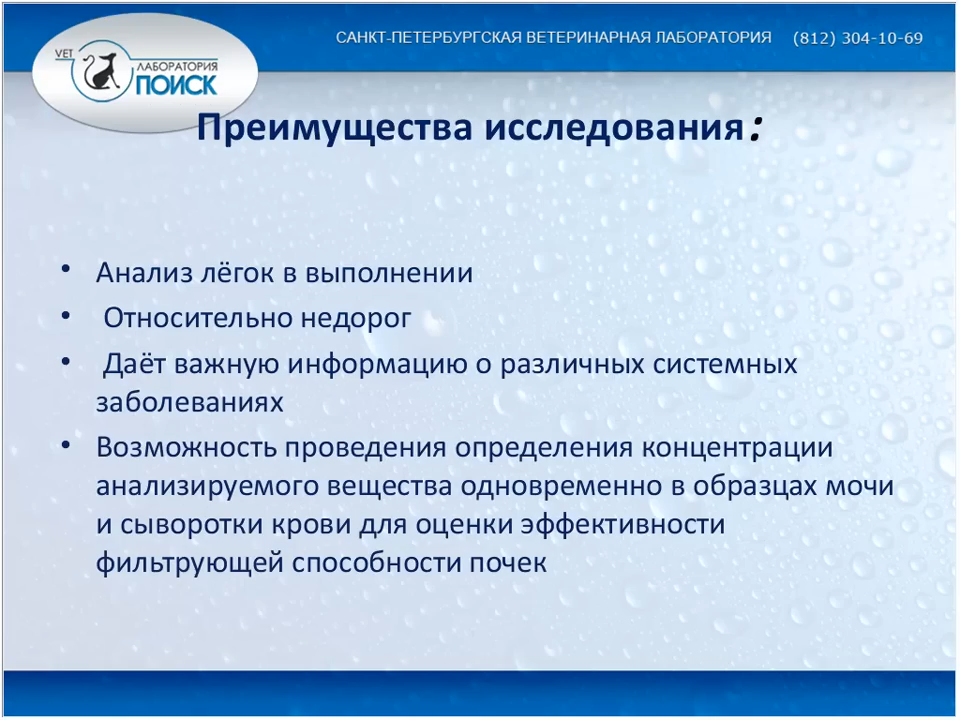 САНКТ-ПЕТЕРБУРГСКАЯ ВЕТЕРИНАРНАЯ ЛАБОРАТОРИЯ (812) 304-10-69
VET
ЛАБОРАТОРИЯ
ПОИСК
Преимущества исследования:
• Анализ лёгок в выполнении
• Относительно недорог
• Даёт важную информацию о различных системных
заболеваниях
• Возможность проведения определения концентрации
анализируемого вещества одновременно в образцах мочи
и сыворотки крови для оценки эффективности
фильтрующей способности почек